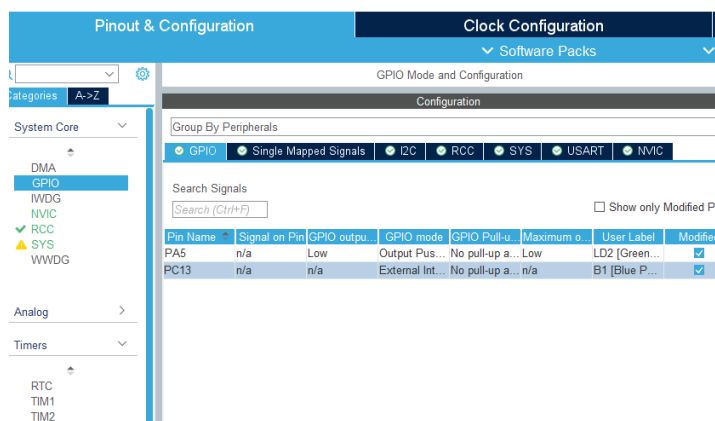 Pinout & Configuration
Clock Configuration
Software Packs
GPIO Mode and Configuration
Categories
A->Z
Configuration
System Core
Group By Peripherals
GPIO
Single Mapped Signals
I2C
RCC
SYS
USART
NVIC
DMA
GPIO
IWDG
NVIC
RCC
SYS
WWDG
Search Signals
Search (Ctrl+F)
Show only Modified P
Pin Name Signal on Pin GPIO outpu... GPIO mode GPIO Pull-u... Maximum o... User Label Modified
PA5 n/a Low Output Pus... No pull-up a... Low LD2 [Green...
PC13 n/a n/a External Int... No pull-up a... n/a B1 [Blue P...
Analog
Timers
RTC
TIM1
TIM2